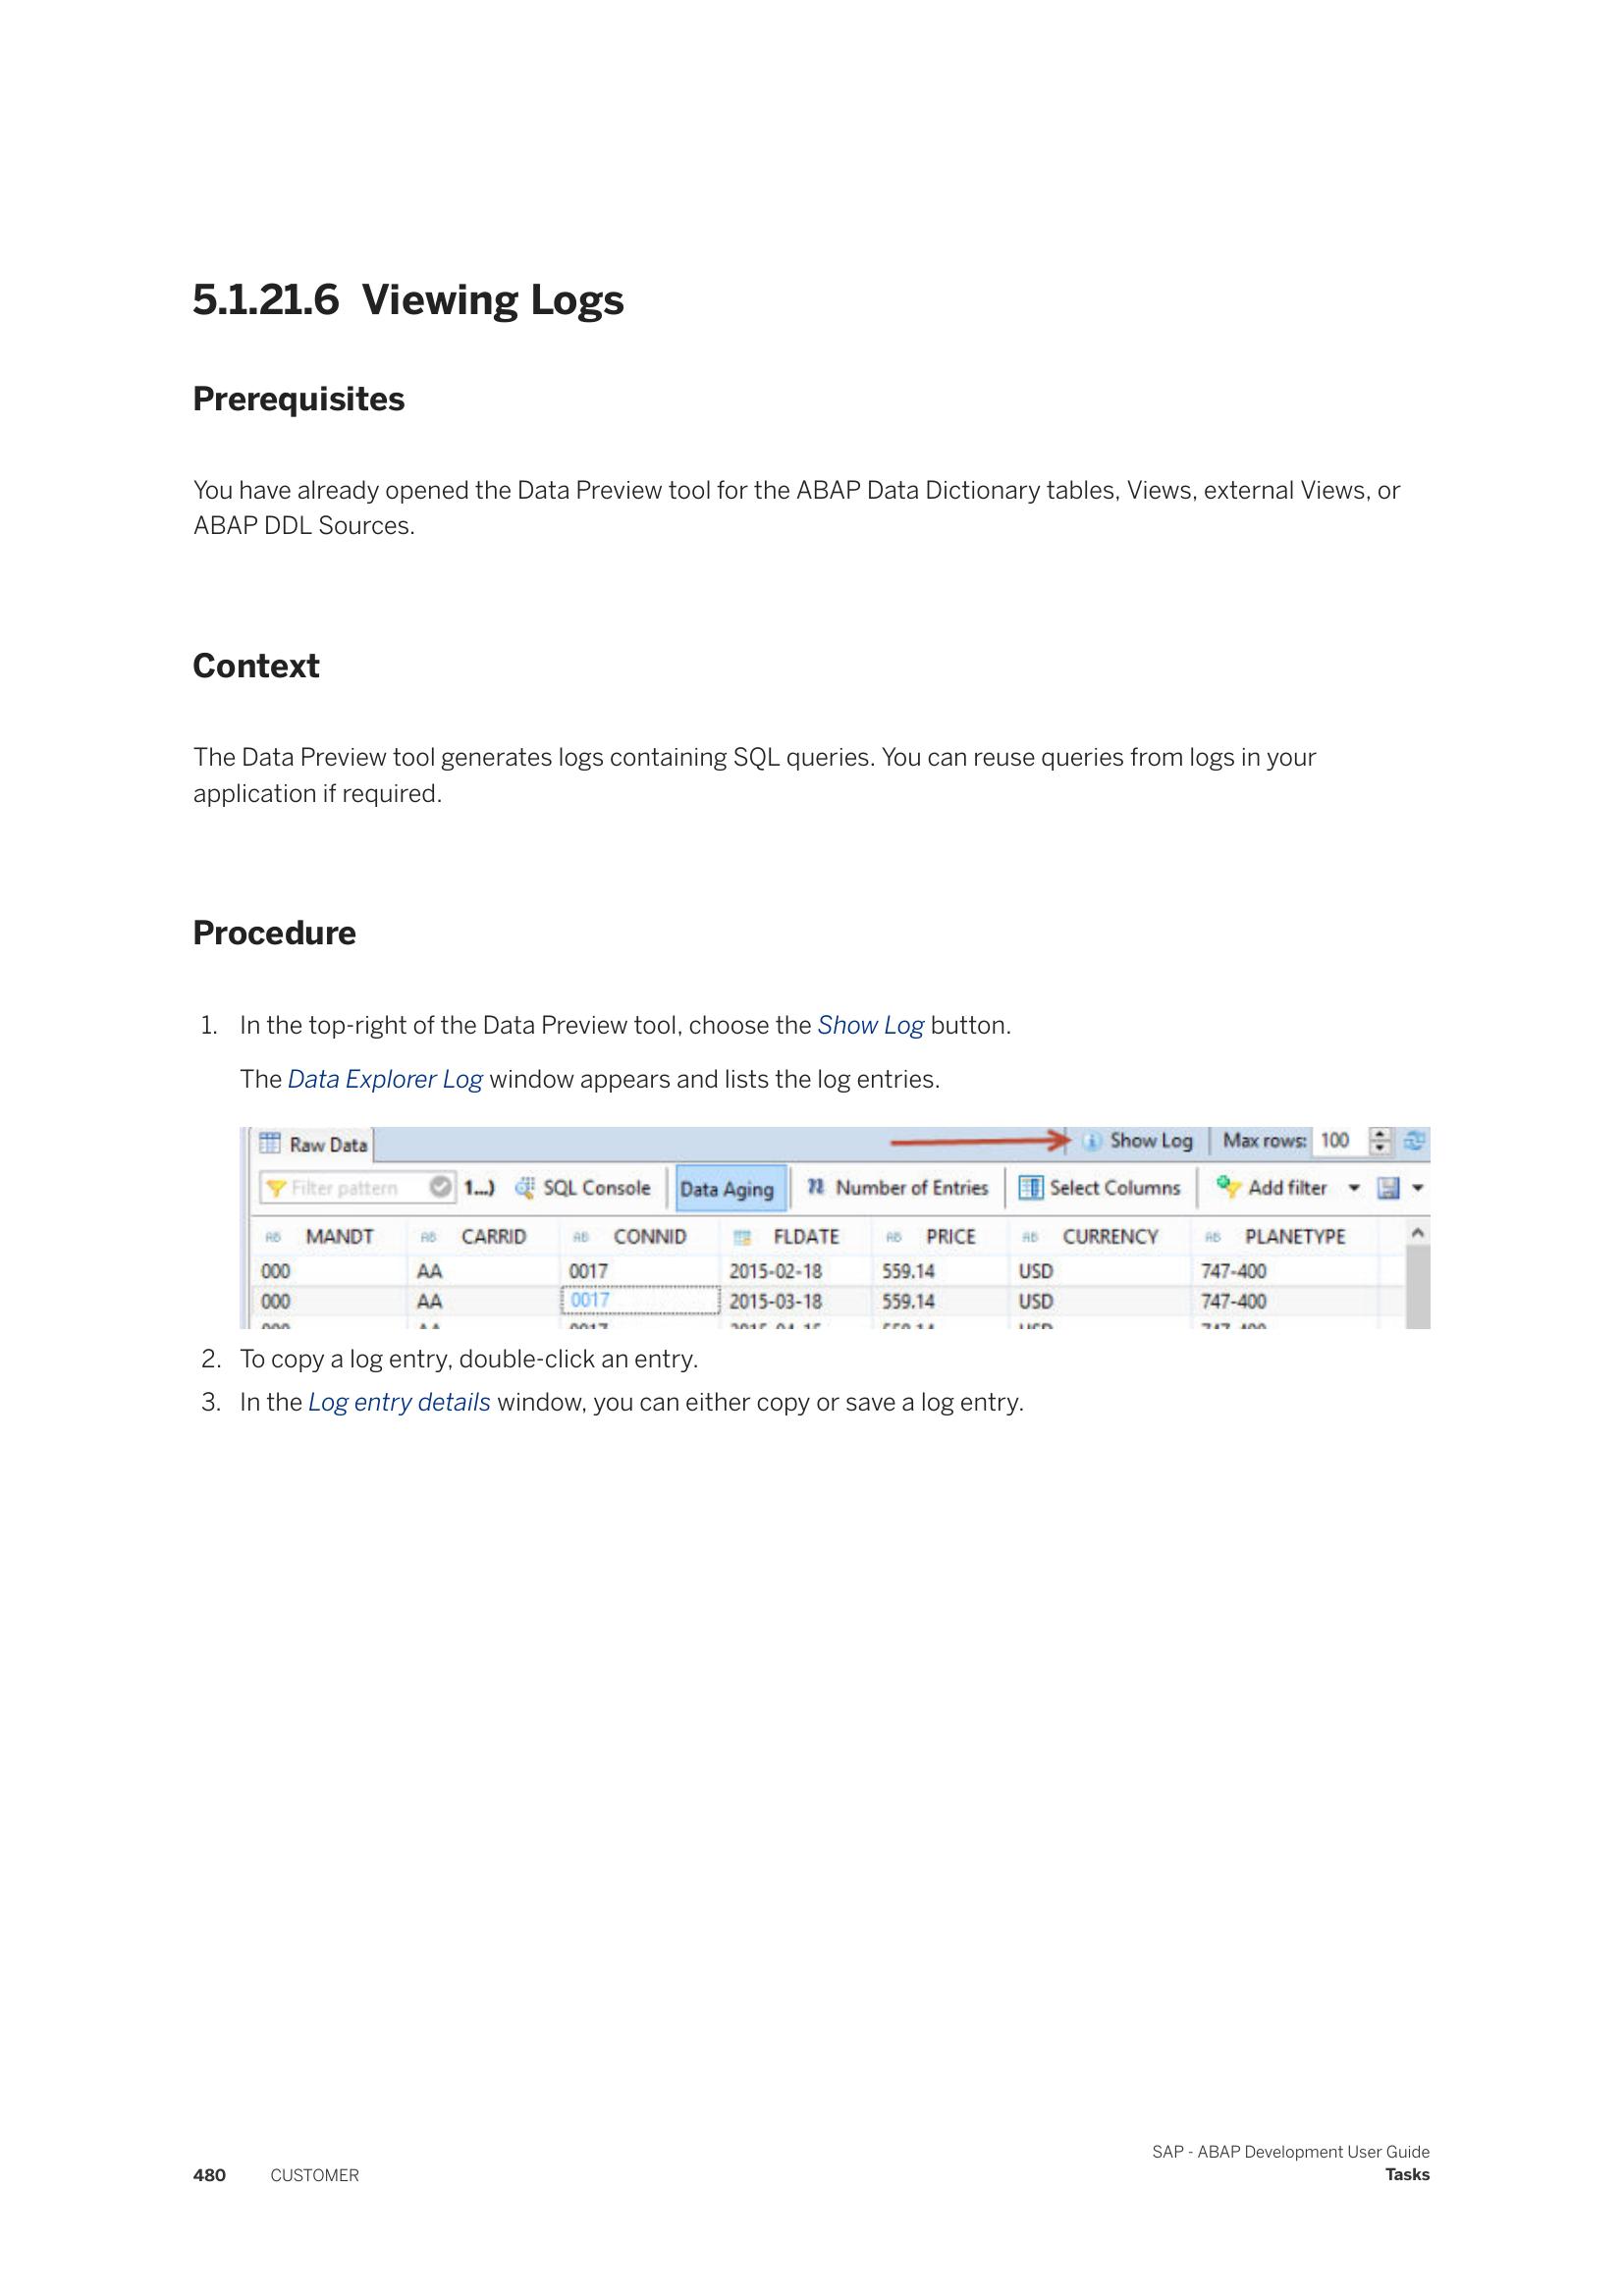 5.1.21.6 Viewing Logs
Prerequisites
You have already opened the Data Preview tool for the ABAP Data Dictionary tables, Views, external Views, or
ABAP DDL Sources.
Context
The Data Preview tool generates logs containing SQL queries. You can reuse queries from logs in your
application if required.
Procedure
1. In the top-right of the Data Preview tool, choose the Show Log button.
The Data Explorer Log window appears and lists the log entries.
Raw Data Show Log Max rows: 100
Filter pattern 1...) SQL Console Data Aging Number of Entries Select Columns Add filter
AB MANDT AB CARRID AB CONNID FLDATE AB PRICE AB CURRENCY AB PLANETYPE
000 AA 0017 2015-02-18 559.14 USD 747-400
000 AA 0017 2015-03-18 559.14 USD 747-400
2. To copy a log entry, double-click an entry.
3. In the Log entry details window, you can either copy or save a log entry.
SAP - ABAP Development User Guide
480 CUSTOMER Tasks